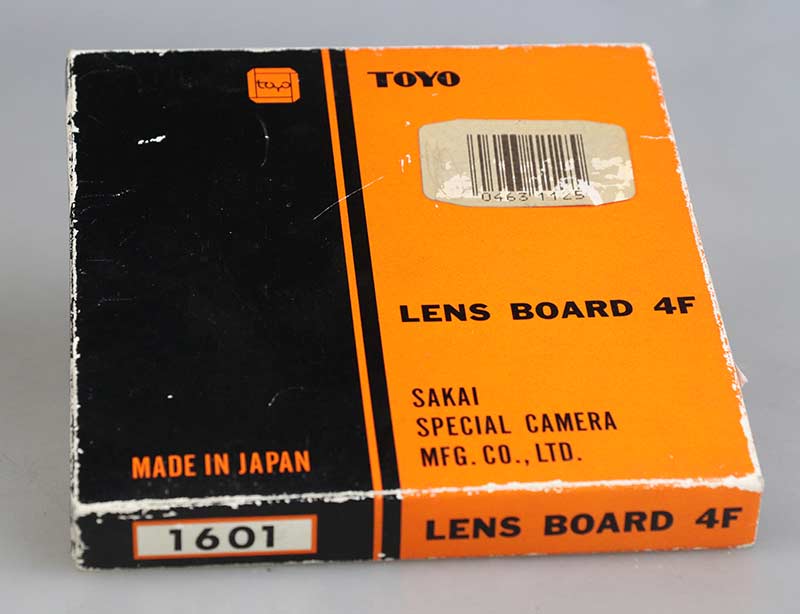 toyo
TOYO
0463 1125
LENS BOARD 4F
SAKAI
SPECIAL CAMERA
MFG. CO., LTD.
MADE IN JAPAN
1601
LENS BOARD 4F